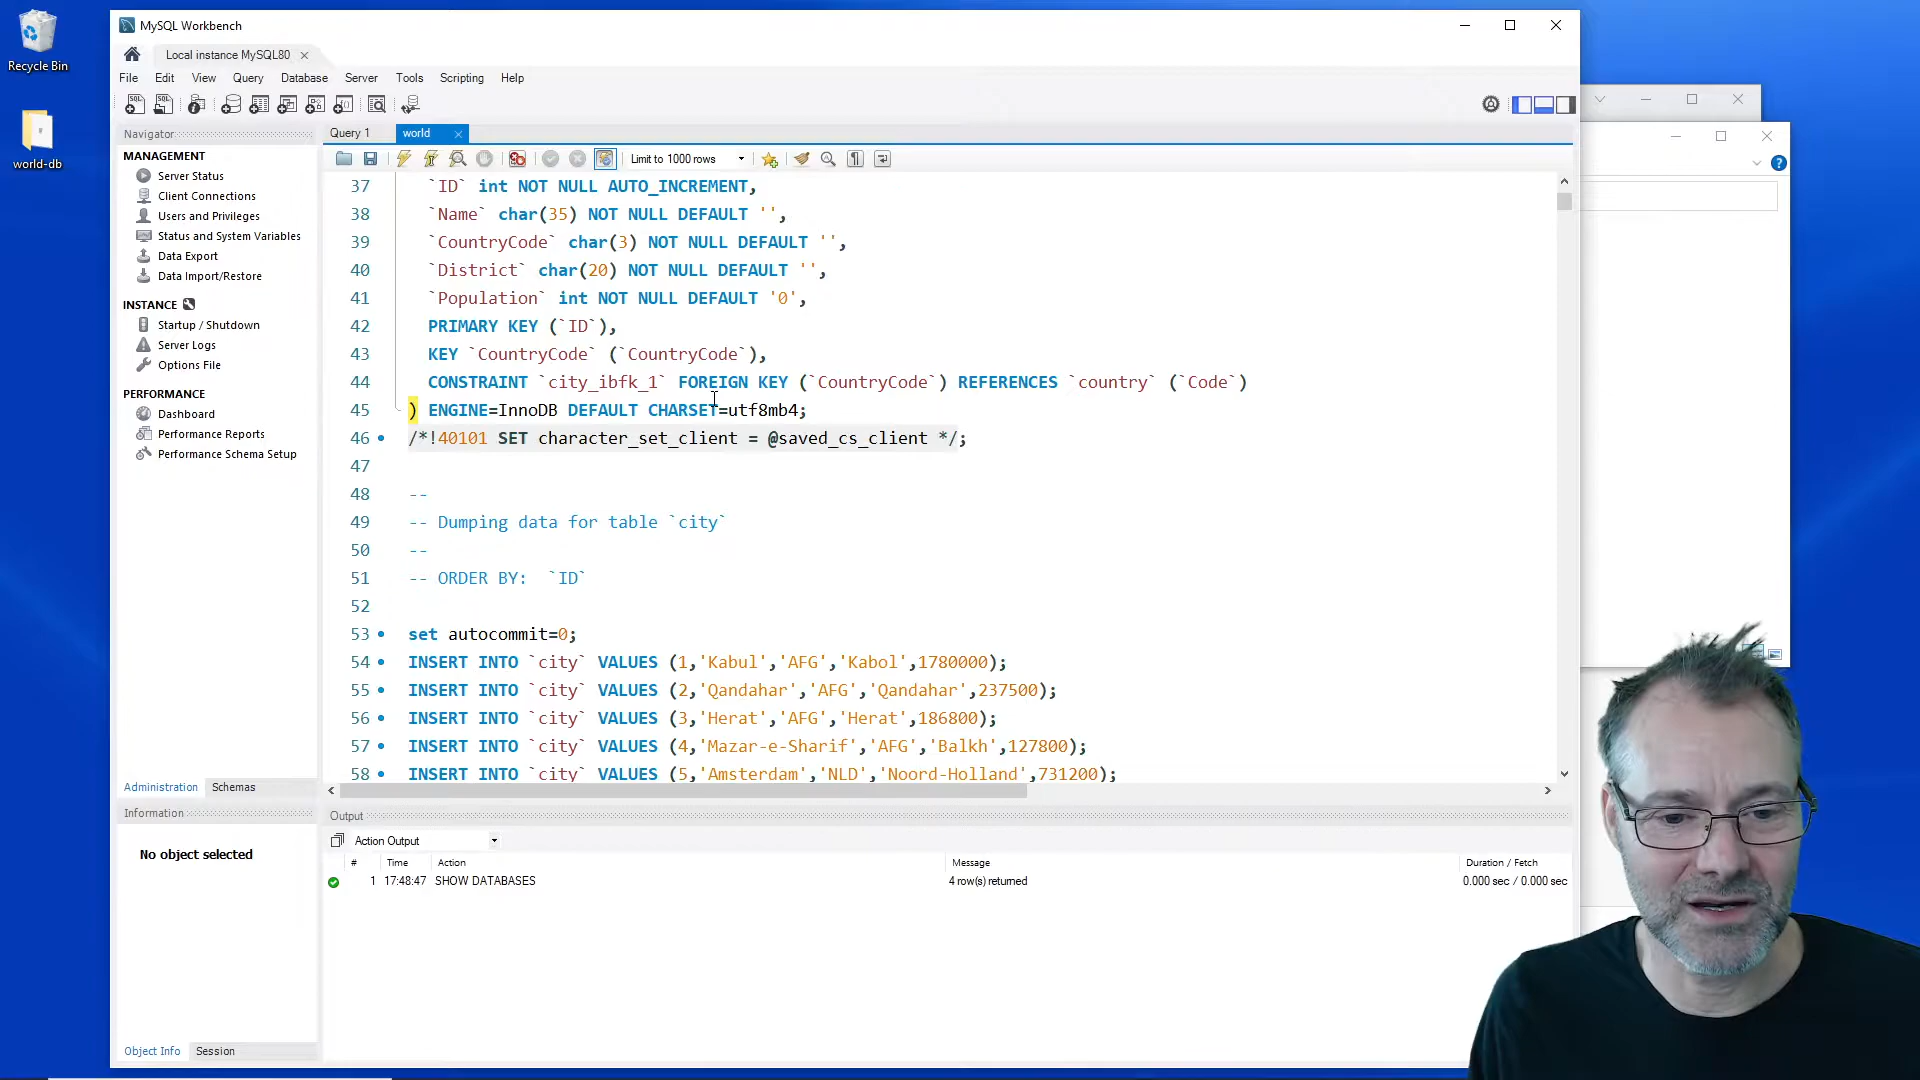 Recycle Bin
world-db
MySQL Workbench
Local instance MySQL80
File Edit View Query Database Server Tools Scripting Help
Navigator
MANAGEMENT
Server Status
Client Connections
Users and Privileges
Status and System Variables
Data Export
Data Import/Restore
INSTANCE
Startup / Shutdown
Server Logs
Options File
PERFORMANCE
Dashboard
Performance Reports
Performance Schema Setup
Administration Schemas
Information
No object selected
Object Info Session
Query 1 world
Limit to 1000 rows
37 `ID` int NOT NULL AUTO_INCREMENT,
38 `Name` char(35) NOT NULL DEFAULT '',
39 `CountryCode` char(3) NOT NULL DEFAULT '',
40 `District` char(20) NOT NULL DEFAULT '',
41 `Population` int NOT NULL DEFAULT '0',
42 PRIMARY KEY (`ID`),
43 KEY `CountryCode` (`CountryCode`),
44 CONSTRAINT `city_ibfk_1` FOREIGN KEY (`CountryCode`) REFERENCES `country` (`Code`)
45 ) ENGINE=InnoDB DEFAULT CHARSET=utf8mb4;
46 /*!40101 SET character_set_client = @saved_cs_client */;
47
48 --
49 -- Dumping data for table `city`
50 --
51 -- ORDER BY: `ID`
52
53 set autocommit=0;
54 INSERT INTO `city` VALUES (1,'Kabul','AFG','Kabol',1780000);
55 INSERT INTO `city` VALUES (2,'Qandahar','AFG','Qandahar',237500);
56 INSERT INTO `city` VALUES (3,'Herat','AFG','Herat',186800);
57 INSERT INTO `city` VALUES (4,'Mazar-e-Sharif','AFG','Balkh',127800);
58 INSERT INTO `city` VALUES (5,'Amsterdam','NLD','Noord-Holland',731200);
Output
Action Output
# Time Action Message Duration / Fetch
1 17:48:47 SHOW DATABASES 4 row(s) returned 0.000 sec / 0.000 sec